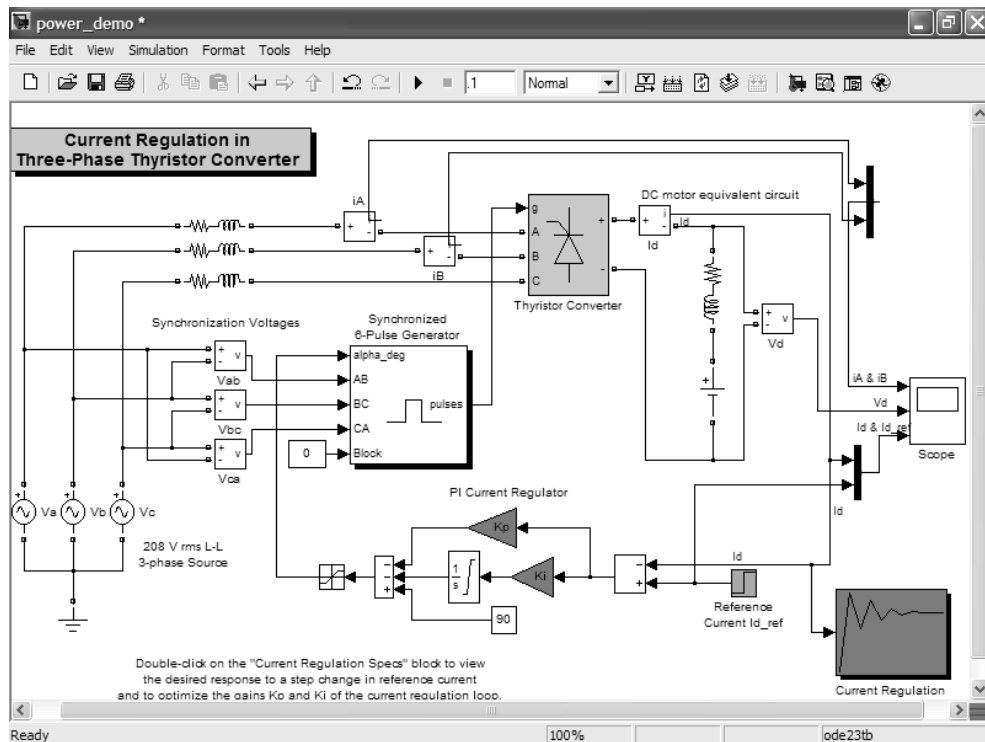 power_demo *
File Edit View Simulation Format Tools Help
.1
Normal
Current Regulation in
Three-Phase Thyristor Converter
iA
iB
g
A
B
C
+
-
Thyristor Converter
DC motor equivalent circuit
i
Id
Id
v
Vd
Synchronization Voltages
v
Vab
v
Vbc
v
Vca
Synchronized
6-Pulse Generator
alpha_deg
AB
BC
CA
Block
pulses
0
iA & iB
Vd
Id & Id_ref
Scope
Id
Va
Vb
Vc
208 V rms L-L
3-phase Source
PI Current Regulator
Kp
Ki
1
s
90
Id
Reference
Current Id_ref
Current Regulation
Double-click on the "Current Regulation Specs" block to view
the desired response to a step change in reference current
and to optimize the gains Kp and Ki of the current regulation loop.
Ready
100%
ode23tb